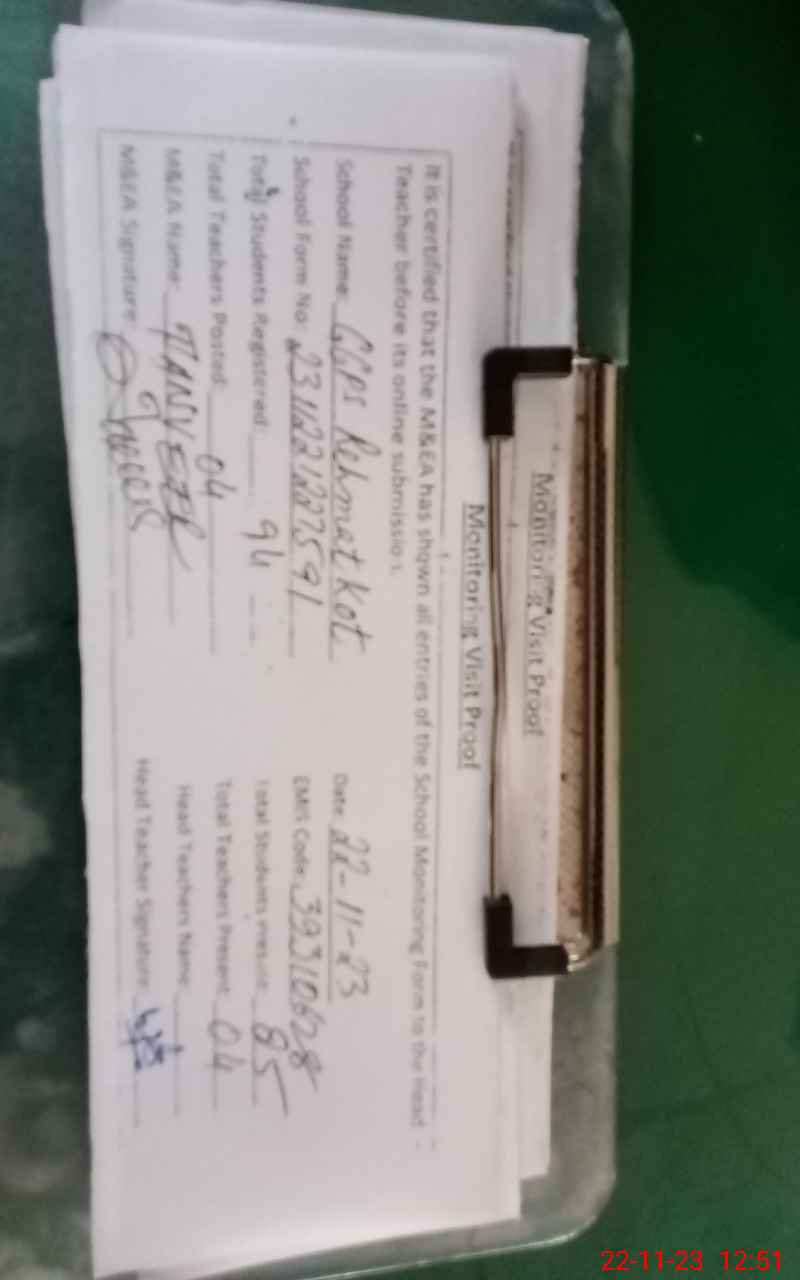 Monitoring Visit Proof
Monitoring Visit Proof
It is certified that the M&EA has shown all entries of the School Monitoring Form to the Head
Teacher before its online submission.
School Name: GGPS Rehmat Kot Date: 22-11-23
School Form No: EMIS Code: 39310628
Total Students Registered: 94 Total Students Present: 85
Total Teachers Posted: 04 Total Teachers Present: 04
M&EA Name: TANVEER Head Teachers Name:
M&EA Signature: Head Teacher Signature:
22-11-23 12:51